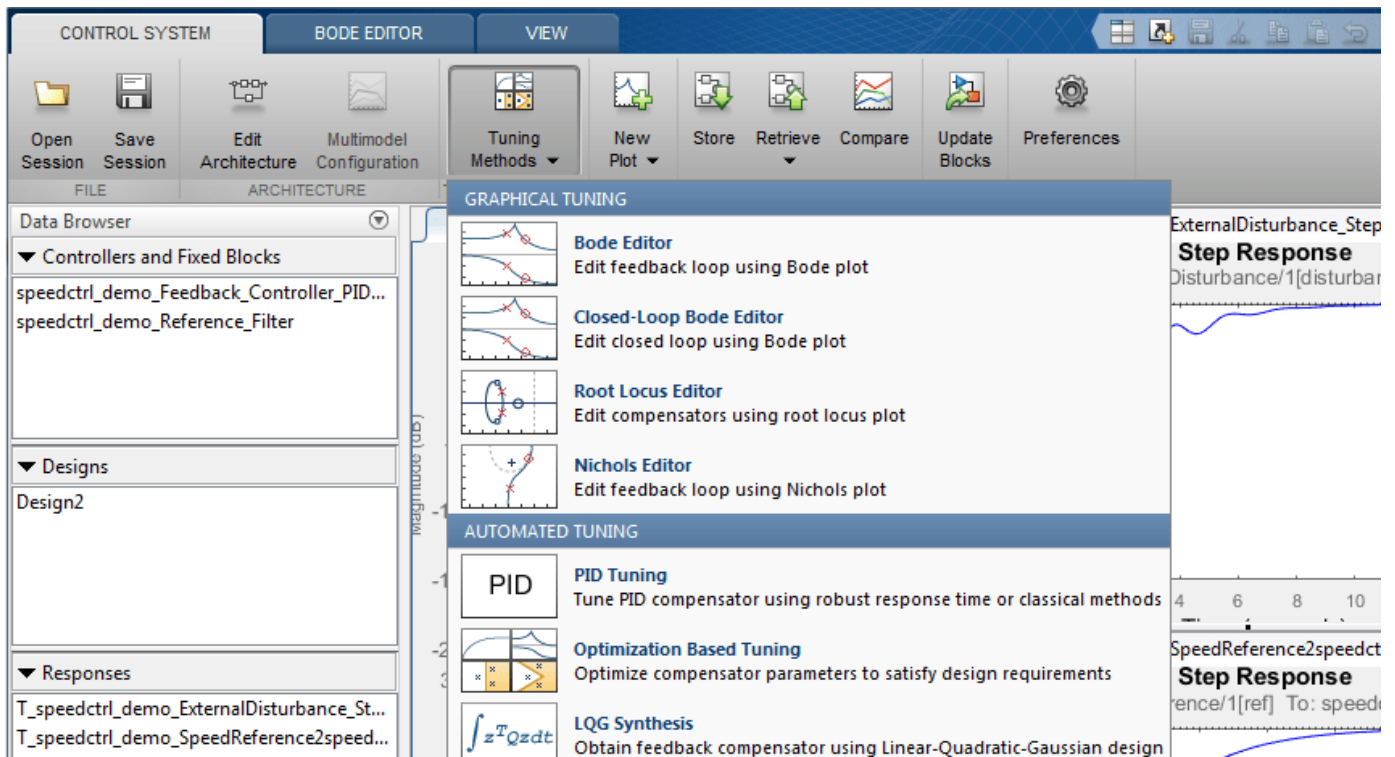 CONTROL SYSTEM
BODE EDITOR
VIEW
Open
Session
Save
Session
Edit
Architecture
Multimodel
Configuration
Tuning
Methods
New
Plot
Store
Retrieve
Compare
Update
Blocks
Preferences
FILE
ARCHITECTURE
Data Browser
Controllers and Fixed Blocks
speedctrl_demo_Feedback_Controller_PID...
speedctrl_demo_Reference_Filter
Designs
Design2
Responses
T_speedctrl_demo_ExternalDisturbance_St...
T_speedctrl_demo_SpeedReference2speed...
GRAPHICAL TUNING
Bode Editor
Edit feedback loop using Bode plot
Closed-Loop Bode Editor
Edit closed loop using Bode plot
Root Locus Editor
Edit compensators using root locus plot
Nichols Editor
Edit feedback loop using Nichols plot
AUTOMATED TUNING
PID
PID Tuning
Tune PID compensator using robust response time or classical methods
Optimization Based Tuning
Optimize compensator parameters to satisfy design requirements
∫zᵀQzdt
LQG Synthesis
Obtain feedback compensator using Linear-Quadratic-Gaussian design
Magnitude (dB)
ExternalDisturbance_Step
Step Response
Disturbance/1[disturbar
4 6 8 10
SpeedReference2speedct
Step Response
rence/1[ref] To: speedc